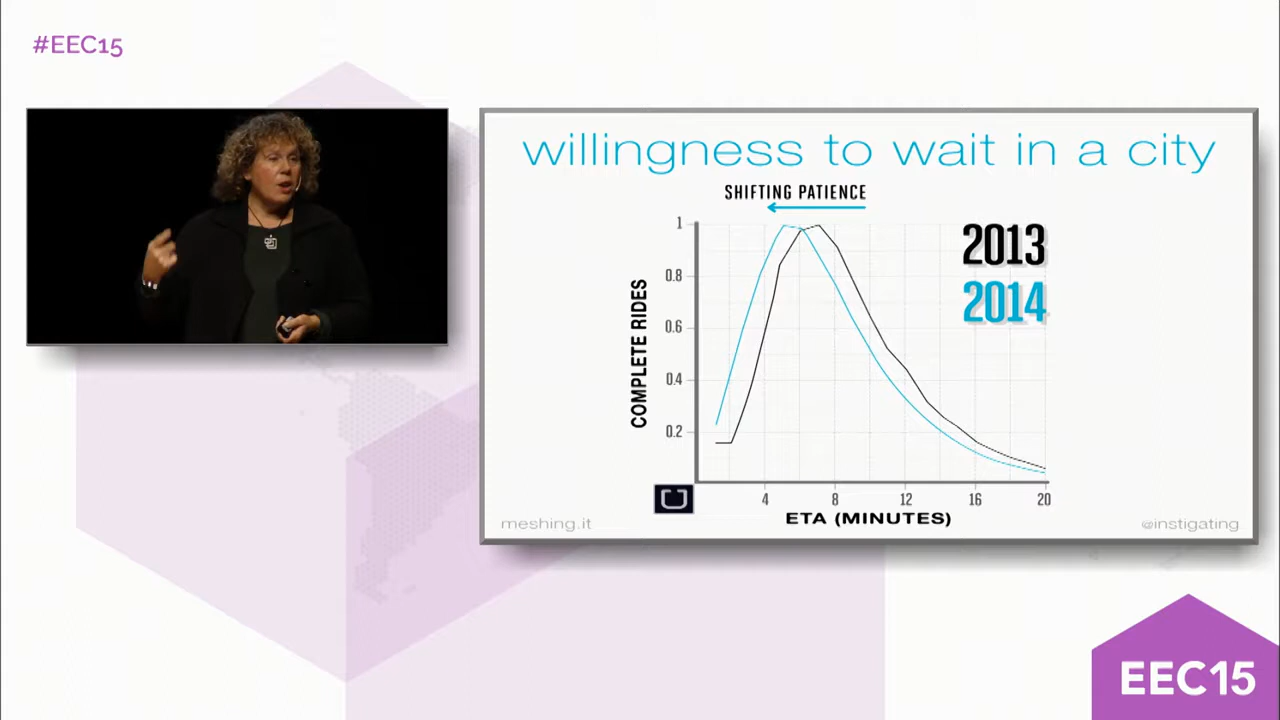 #EEC15
willingness to wait in a city
SHIFTING PATIENCE
2013
2014
COMPLETE RIDES
1
0.8
0.6
0.4
0.2
4 8 12 16 20
ETA (MINUTES)
meshing.it
@instigating
EEC15